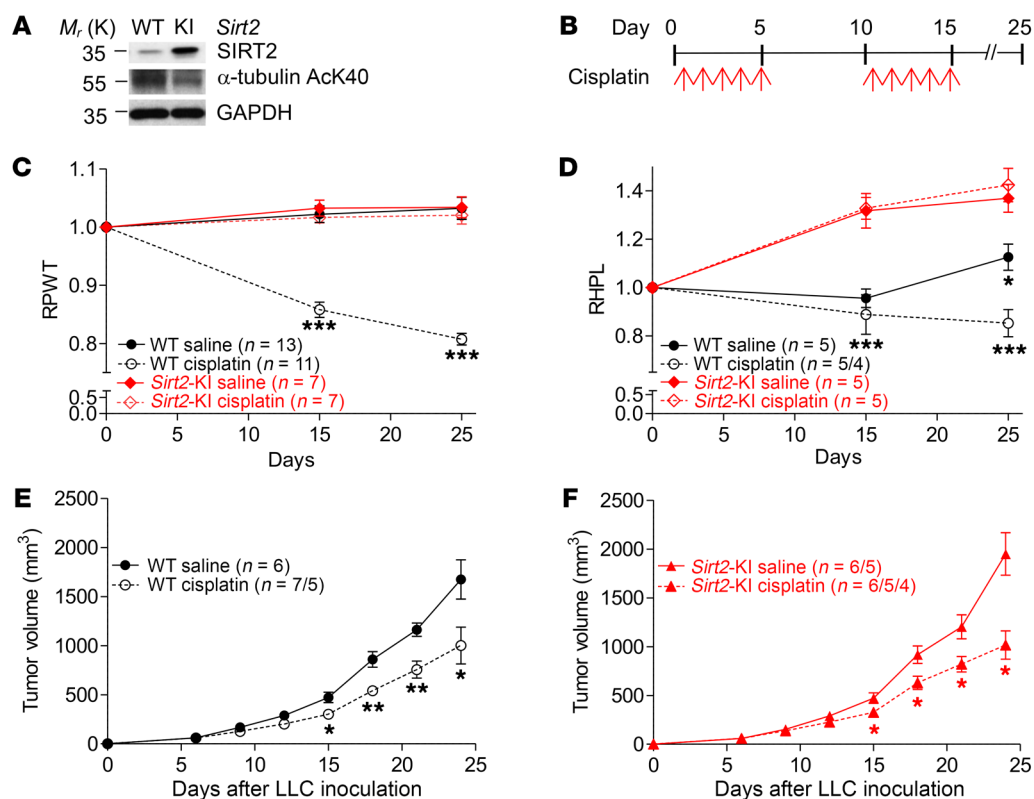 A
Mr (K) WT KI Sirt2
35 SIRT2
55 α-tubulin AcK40
35 GAPDH
B
Day 0 5 10 15 25
Cisplatin
C
RPWT
1.1
1.0
0.9
0.8
0.5
0.0
*** ***
WT saline (n = 13)
WT cisplatin (n = 11)
Sirt2-KI saline (n = 7)
Sirt2-KI cisplatin (n = 7)
0 5 10 15 20 25
Days
D
RHPL
1.4
1.2
1.0
0.8
0.5
0.0
*
*** ***
WT saline (n = 5)
WT cisplatin (n = 5/4)
Sirt2-KI saline (n = 5)
Sirt2-KI cisplatin (n = 5)
0 10 15 20 25
Days
E
Tumor volume (mm³)
2500
2000
1500
1000
500
0
WT saline (n = 6)
WT cisplatin (n = 7/5)
* ** ** *
0 5 10 15 20 25
Days after LLC inoculation
F
Tumor volume (mm³)
2500
2000
1500
1000
500
0
Sirt2-KI saline (n = 6/5)
Sirt2-KI cisplatin (n = 6/5/4)
* * * *
0 5 10 15 20 25
Days after LLC inoculation